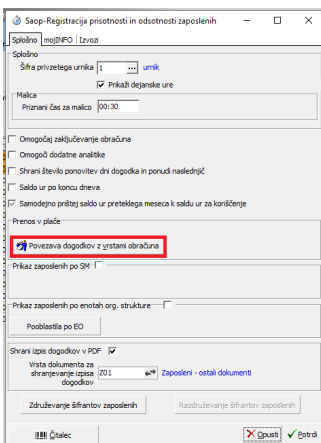 Saop-Registracija prisotnosti in odsotnosti zaposlenih
Splošno mojINFO Izvozi
Splošno
Šifra privzetega urnika 1 ... urnik
Prikaži dejanske ure
Malica
Priznani čas za malico 00:30
Omogočaj zaključevanje obračuna
Omogoči dodatne analitike
Shrani število ponovitev dni dogodka in ponudi naslednjič
Saldo ur po koncu dneva
Samodejno prištej saldo ur preteklega meseca k saldu ur za koriščenje
Prenos v plače
Povezava dogodkov z vrstami obračuna
Prikaz zaposlenih po SM
Prikaz zaposlenih po enotah org. strukture
Pooblastila po EO
Shrani izpis dogodkov v PDF
Vrsta dokumenta za shranjevanje izpisa dogodkov Z01 Zaposleni - ostali dokumenti
Združevanje šifrantov zaposlenih Razdruževanje šifrantov zaposlenih
Čitalec Opusti Potrdi